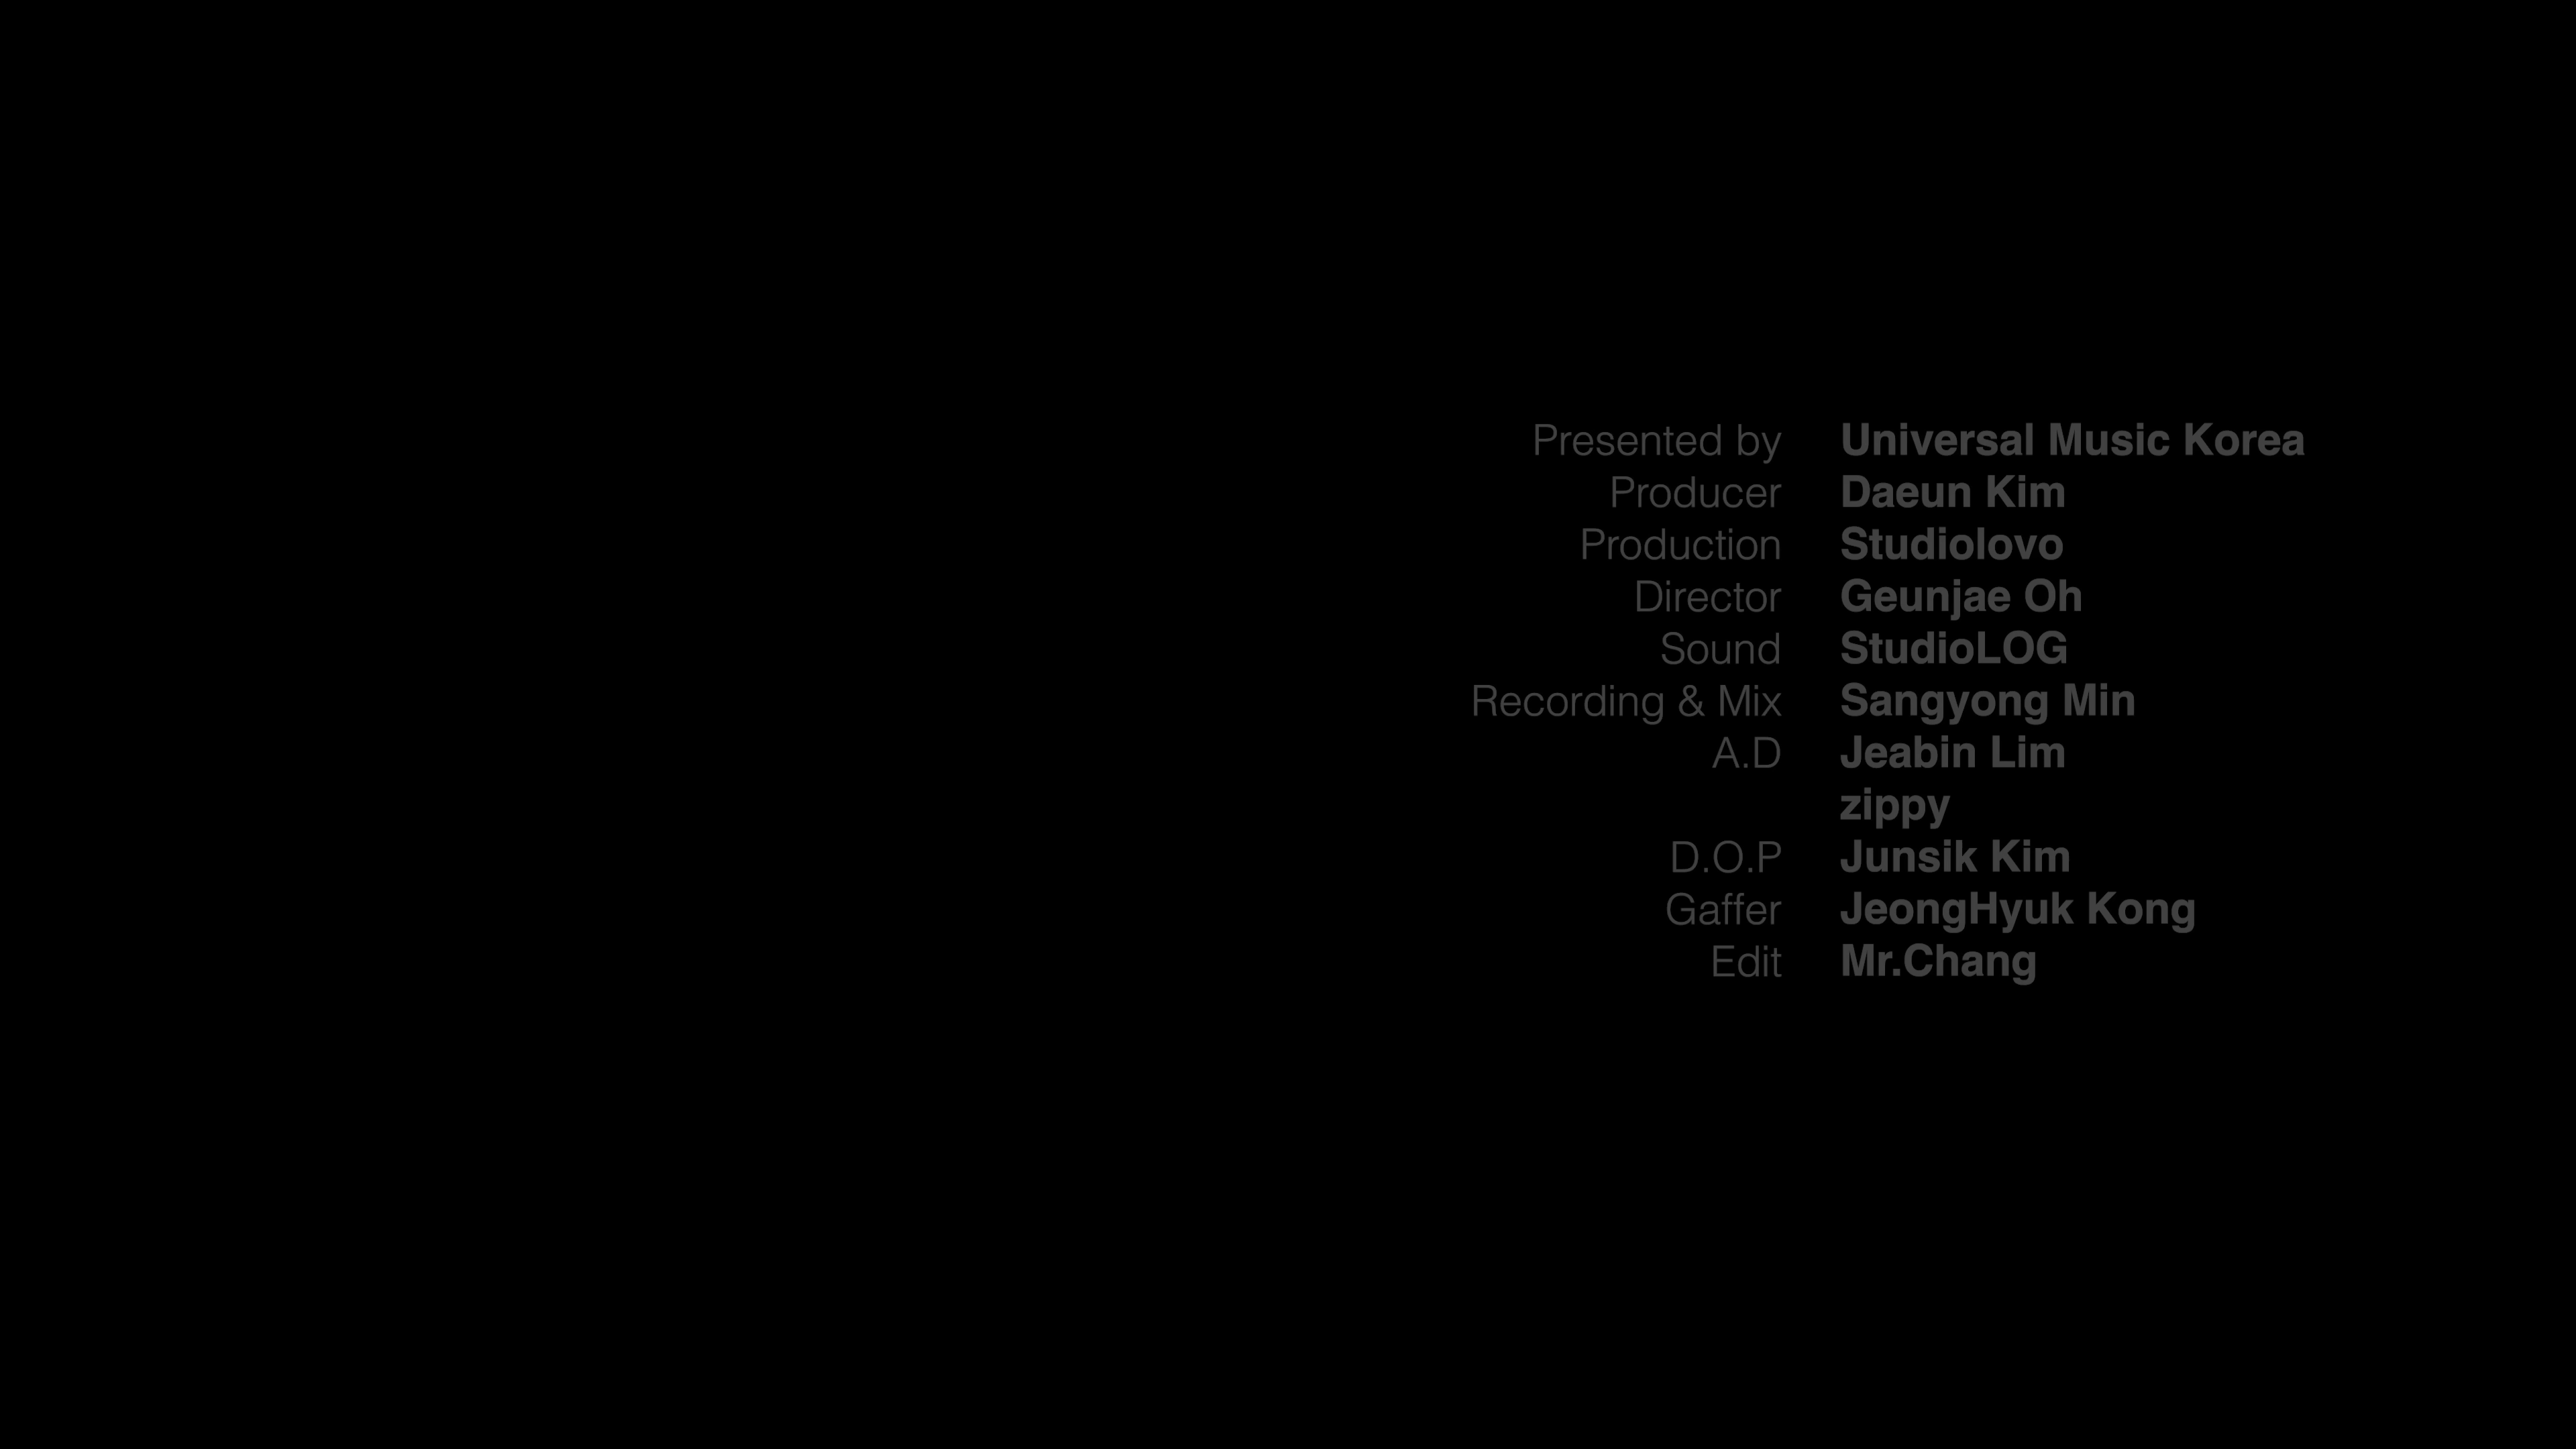 Presented by Universal Music Korea
Producer Daeun Kim
Production Studiolovo
Director Geunjae Oh
Sound StudioLOG
Recording & Mix Sangyong Min
A.D Jeabin Lim
zippy
D.O.P Junsik Kim
Gaffer JeongHyuk Kong
Edit Mr.Chang